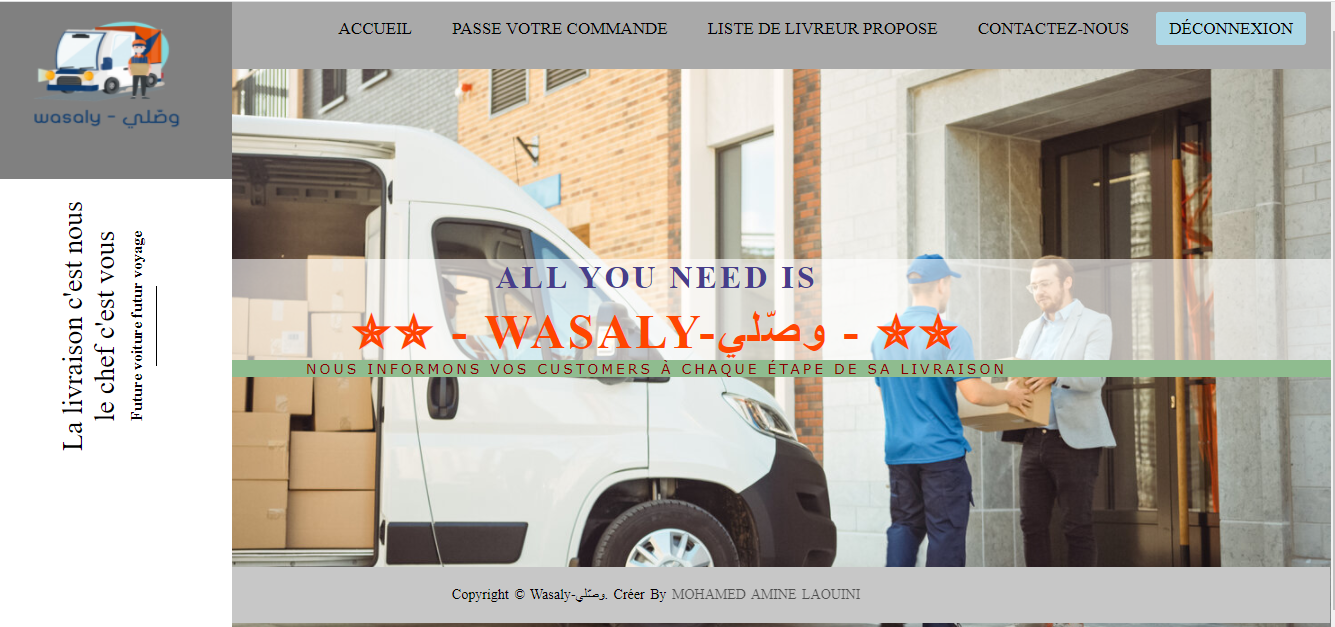 ACCUEIL PASSE VOTRE COMMANDE LISTE DE LIVREUR PROPOSE CONTACTEZ-NOUS DÉCONNEXION
wasaly - وصّلي
La livraison c'est nous
le chef c'est vous
Future voiture futur voyage
ALL YOU NEED IS
✯✯ - WASALY-وصّلي - ✯✯
NOUS INFORMONS VOS CUSTOMERS À CHAQUE ÉTAPE DE SA LIVRAISON
Copyright © Wasaly-وصّلي. Créer By MOHAMED AMINE LAOUINI